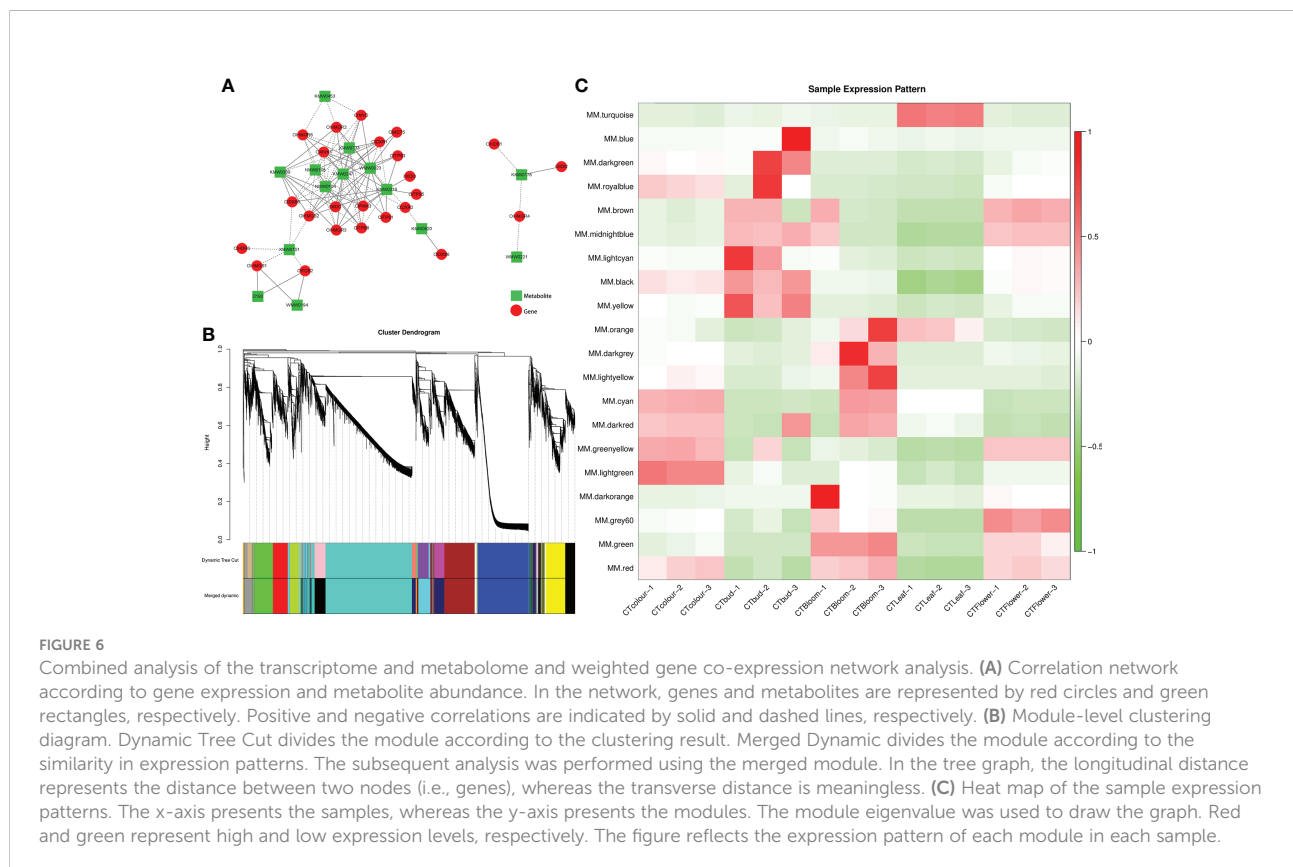 A
Metabolite
Gene
B
Cluster Dendrogram
Height
1.0
0.8
0.6
0.4
0.2
0.0
Dynamic Tree Cut
Merged dynamic
C
Sample Expression Pattern
MM.turquoise
MM.blue
MM.darkgreen
MM.royalblue
MM.brown
MM.midnightblue
MM.lightcyan
MM.black
MM.yellow
MM.orange
MM.darkgrey
MM.lightyellow
MM.cyan
MM.darkred
MM.greenyellow
MM.lightgreen
MM.darkorange
MM.grey60
MM.green
MM.red
1
0.5
0
−0.5
−1
CTcolour−1
CTcolour−2
CTcolour−3
CTbud−1
CTbud−2
CTbud−3
CTBloom−1
CTBloom−2
CTBloom−3
CTLeaf−1
CTLeaf−2
CTLeaf−3
CTFlower−1
CTFlower−2
CTFlower−3
FIGURE 6
Combined analysis of the transcriptome and metabolome and weighted gene co-expression network analysis. (A) Correlation network
according to gene expression and metabolite abundance. In the network, genes and metabolites are represented by red circles and green
rectangles, respectively. Positive and negative correlations are indicated by solid and dashed lines, respectively. (B) Module-level clustering
diagram. Dynamic Tree Cut divides the module according to the clustering result. Merged Dynamic divides the module according to the
similarity in expression patterns. The subsequent analysis was performed using the merged module. In the tree graph, the longitudinal distance
represents the distance between two nodes (i.e., genes), whereas the transverse distance is meaningless. (C) Heat map of the sample expression
patterns. The x-axis presents the samples, whereas the y-axis presents the modules. The module eigenvalue was used to draw the graph. Red
and green represent high and low expression levels, respectively. The figure reflects the expression pattern of each module in each sample.